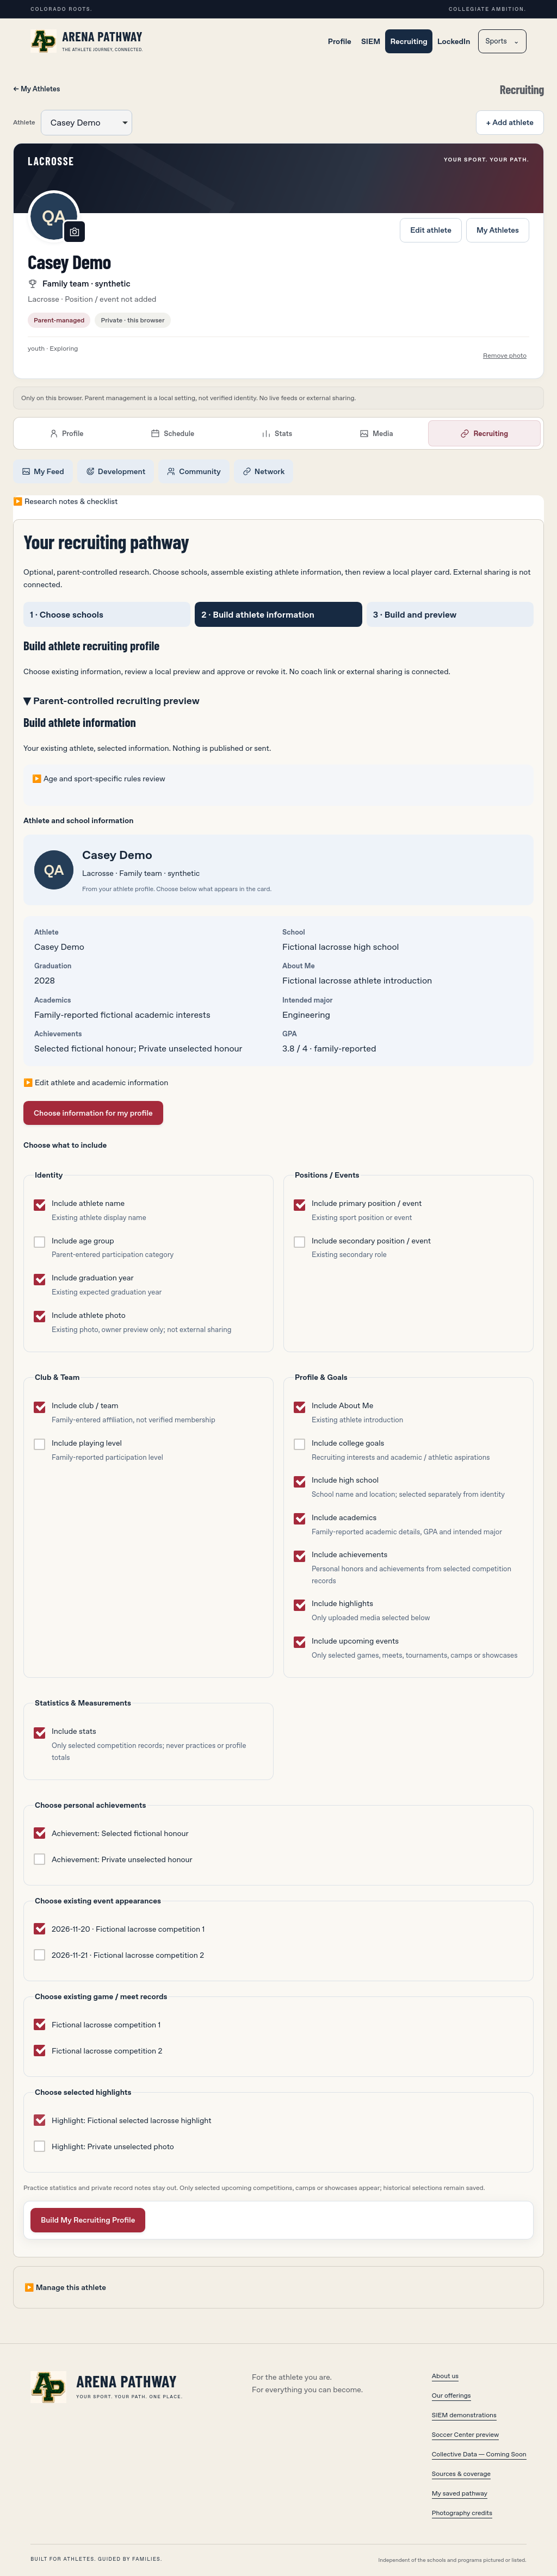 COLORADO ROOTS.
COLLEGIATE AMBITION.
AP
ARENA PATHWAY
THE ATHLETE JOURNEY, CONNECTED.
Profile
SIEM
Recruiting
LockedIn
Sports
← My Athletes
Recruiting
Athlete
Casey Demo
+ Add athlete
LACROSSE
YOUR SPORT. YOUR PATH.
QA
Edit athlete
My Athletes
Casey Demo
Family team · synthetic
Lacrosse · Position / event not added
Parent-managed
Private · this browser
youth · Exploring
Remove photo
Only on this browser. Parent management is a local setting, not verified identity. No live feeds or external sharing.
Profile
Schedule
Stats
Media
Recruiting
My Feed
Development
Community
Network
Research notes & checklist
Your recruiting pathway
Optional, parent-controlled research. Choose schools, assemble existing athlete information, then review a local player card. External sharing is not
connected.
1 · Choose schools
2 · Build athlete information
3 · Build and preview
Build athlete recruiting profile
Choose existing information, review a local preview and approve or revoke it. No coach link or external sharing is connected.
Parent-controlled recruiting preview
Build athlete information
Your existing athlete, selected information. Nothing is published or sent.
Age and sport-specific rules review
Athlete and school information
QA
Casey Demo
Lacrosse · Family team · synthetic
From your athlete profile. Choose below what appears in the card.
Athlete
Casey Demo
School
Fictional lacrosse high school
Graduation
2028
About Me
Fictional lacrosse athlete introduction
Academics
Family-reported fictional academic interests
Intended major
Engineering
Achievements
Selected fictional honour; Private unselected honour
GPA
3.8 / 4 · family-reported
Edit athlete and academic information
Choose information for my profile
Choose what to include
Identity
Include athlete name
Existing athlete display name
Include age group
Parent-entered participation category
Include graduation year
Existing expected graduation year
Include athlete photo
Existing photo, owner preview only; not external sharing
Positions / Events
Include primary position / event
Existing sport position or event
Include secondary position / event
Existing secondary role
Club & Team
Include club / team
Family-entered affiliation, not verified membership
Include playing level
Family-reported participation level
Profile & Goals
Include About Me
Existing athlete introduction
Include college goals
Recruiting interests and academic / athletic aspirations
Include high school
School name and location; selected separately from identity
Include academics
Family-reported academic details, GPA and intended major
Include achievements
Personal honors and achievements from selected competition
records
Include highlights
Only uploaded media selected below
Include upcoming events
Only selected games, meets, tournaments, camps or showcases
Statistics & Measurements
Include stats
Only selected competition records; never practices or profile
totals
Choose personal achievements
Achievement: Selected fictional honour
Achievement: Private unselected honour
Choose existing event appearances
2026-11-20 · Fictional lacrosse competition 1
2026-11-21 · Fictional lacrosse competition 2
Choose existing game / meet records
Fictional lacrosse competition 1
Fictional lacrosse competition 2
Choose selected highlights
Highlight: Fictional selected lacrosse highlight
Highlight: Private unselected photo
Practice statistics and private record notes stay out. Only selected upcoming competitions, camps or showcases appear; historical selections remain saved.
Build My Recruiting Profile
Manage this athlete
AP
ARENA PATHWAY
YOUR SPORT. YOUR PATH. ONE PLACE.
For the athlete you are.
For everything you can become.
About us
Our offerings
SIEM demonstrations
Soccer Center preview
Collective Data — Coming Soon
Sources & coverage
My saved pathway
Photography credits
BUILT FOR ATHLETES. GUIDED BY FAMILIES.
Independent of the schools and programs pictured or listed.